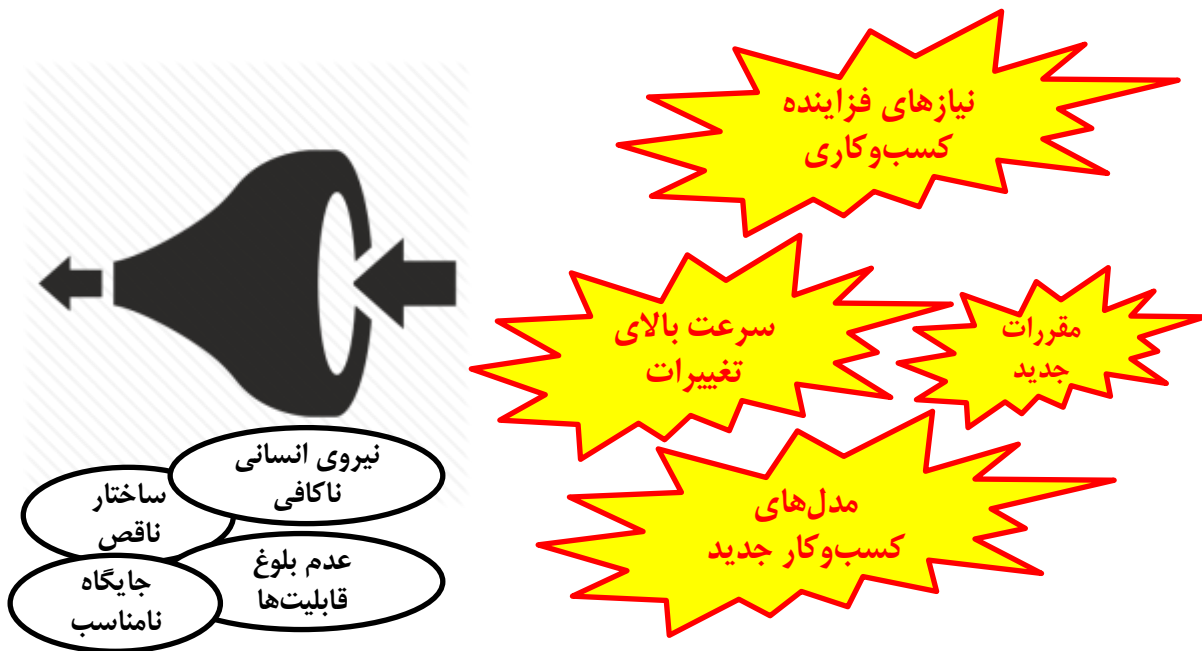 نیازهای فزاینده
کسب‌وکاری
سرعت بالای
تغییرات
مقررات
جدید
مدل‌های
کسب‌وکار جدید
نیروی انسانی
ناکافی
ساختار
ناقص
عدم بلوغ
قابلیت‌ها
جایگاه
نامناسب